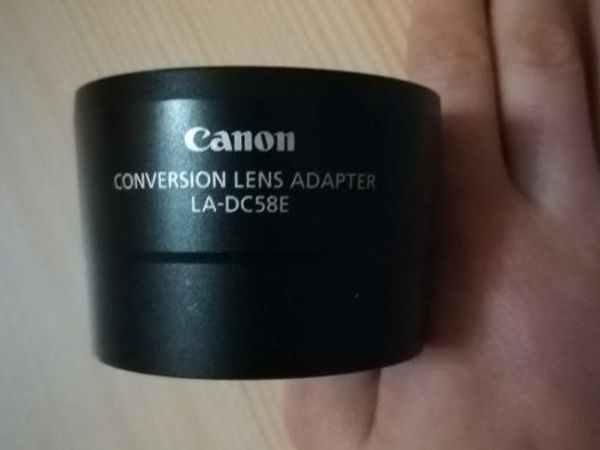 Canon
CONVERSION LENS ADAPTER
LA-DC58E